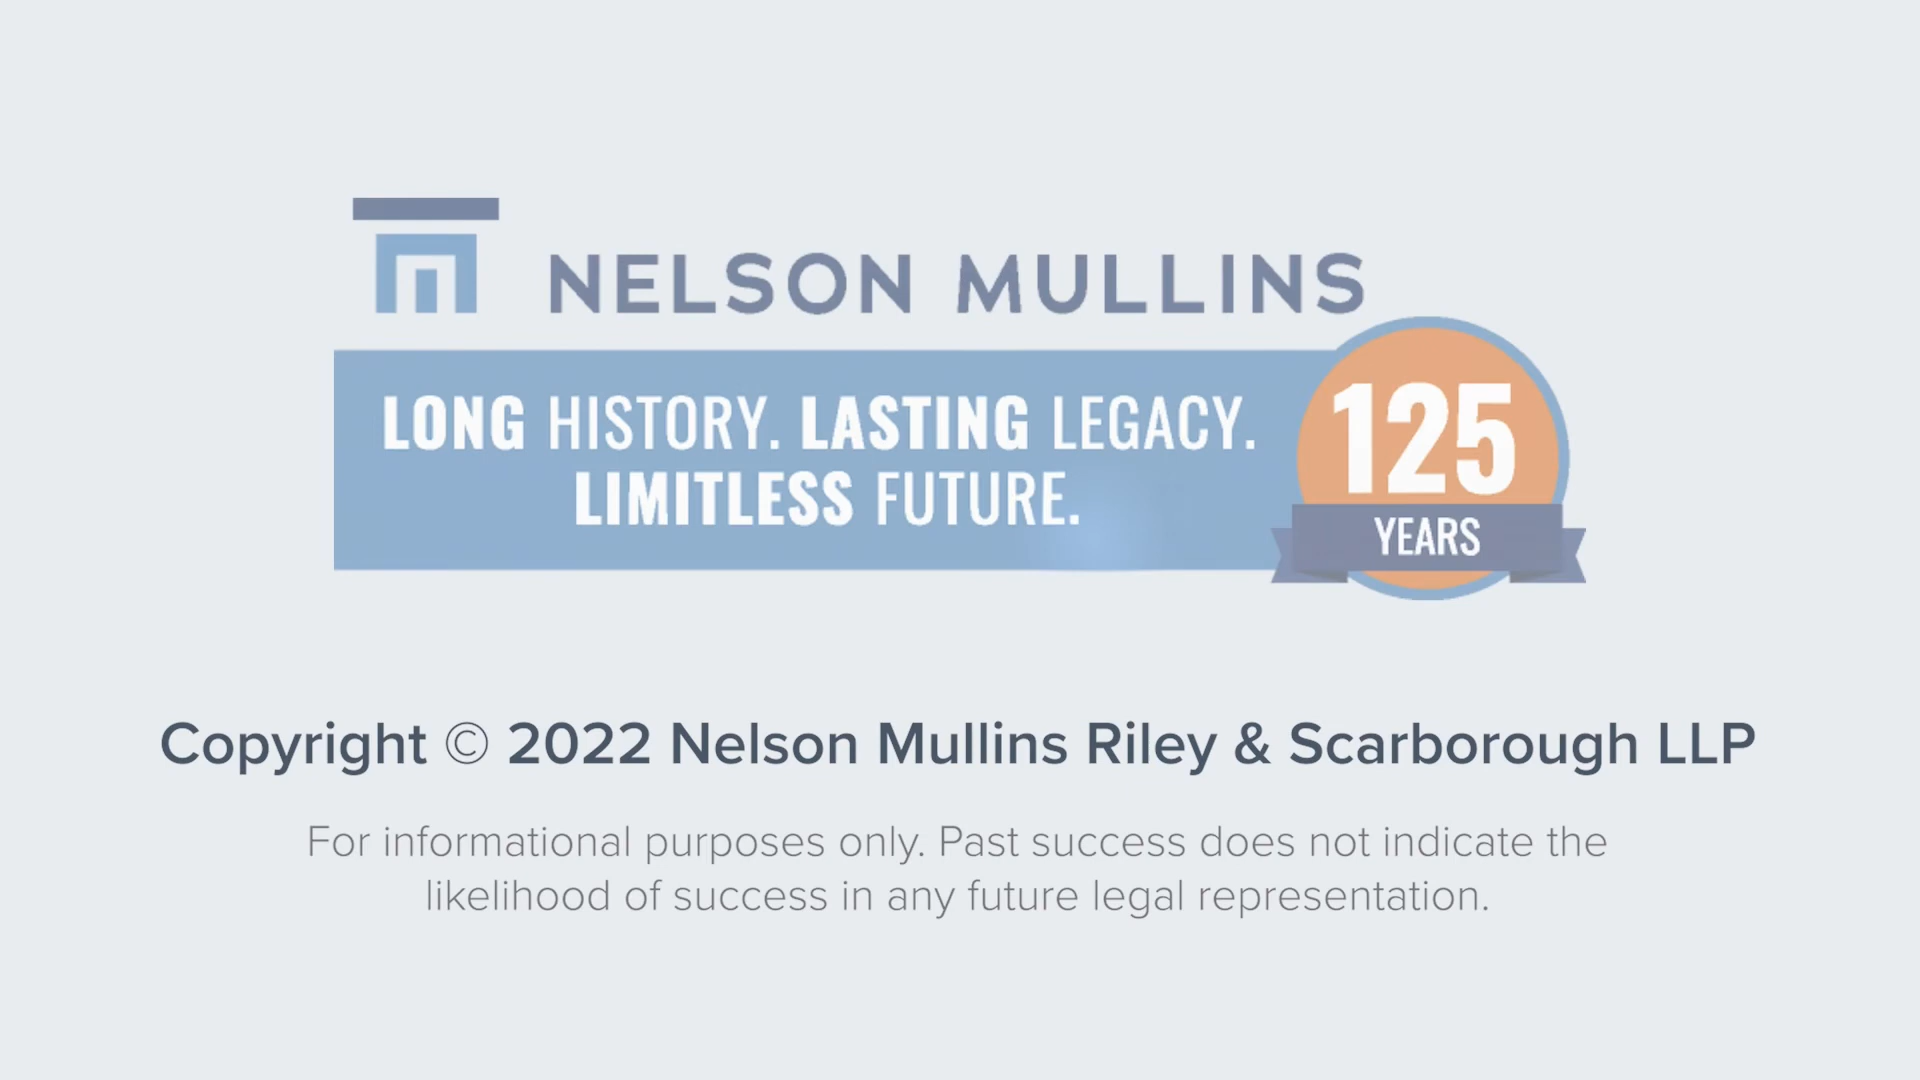 NELSON MULLINS
LONG HISTORY. LASTING LEGACY.
LIMITLESS FUTURE.
125
YEARS
Copyright © 2022 Nelson Mullins Riley & Scarborough LLP
For informational purposes only. Past success does not indicate the
likelihood of success in any future legal representation.